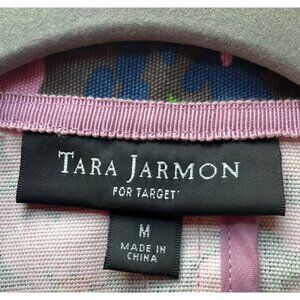 TARA JARMON
FOR TARGET
M
MADE IN
CHINA